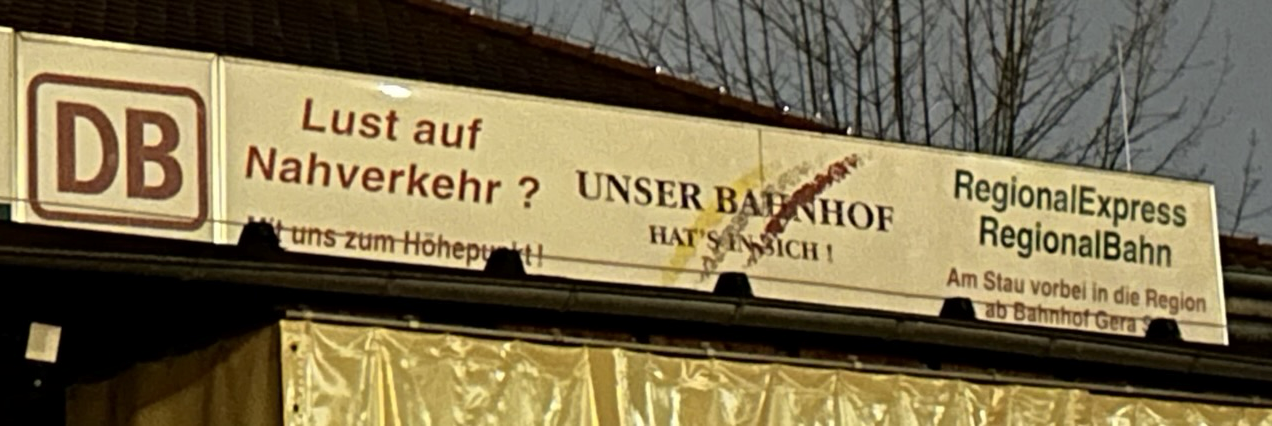 DB
Lust auf
Nahverkehr ?
Mit uns zum Höhepunkt !
UNSER BAHNHOF
HAT'S IN SICH !
RegionalExpress
RegionalBahn
Am Stau vorbei in die Region
ab Bahnhof Gera